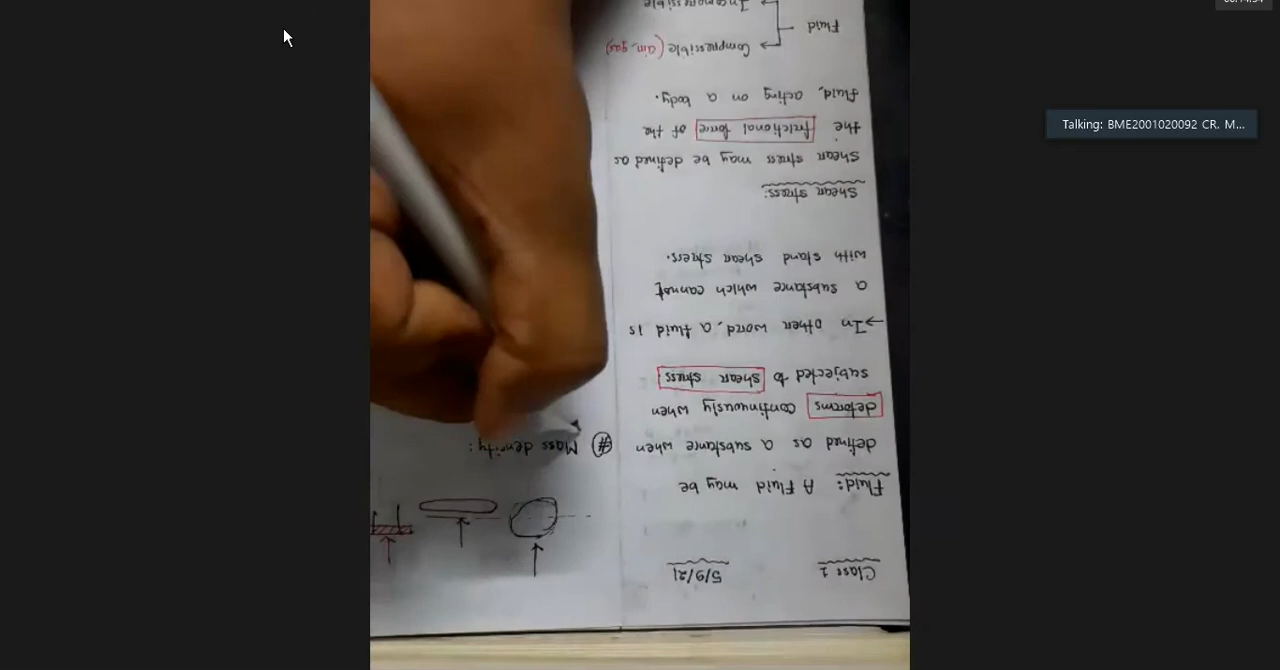 Class 1
5/9/21
Fluid: A Fluid may be
defined as a substance when
deforms continuously when
subjected to shear stress
→In other word, a fluid is
a substance which cannot
with stand shear stress.
Shear stress:
Shear stress may be defined as
the frictional force of the
fluid, acting on a body.
Compressible (air, gas)
Fluid
Incompressible
# Mass density:
Talking: BME2001020092 CR. M...